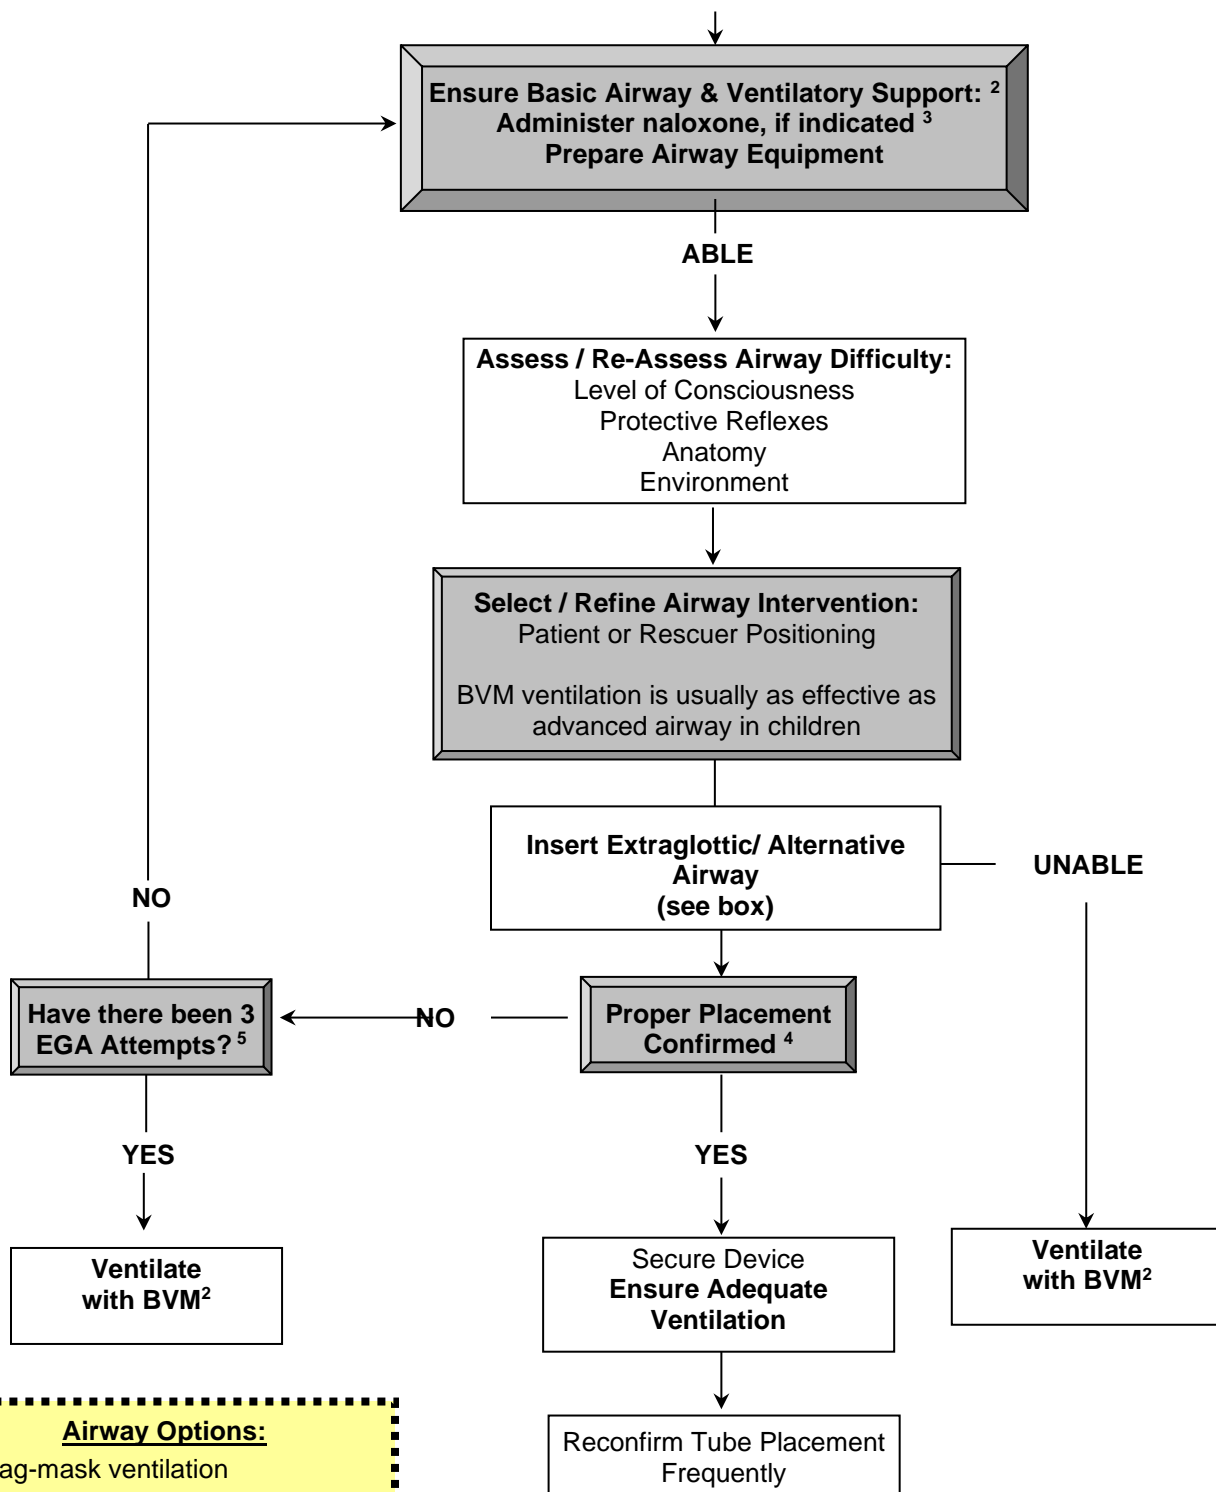 Ensure Basic Airway & Ventilatory Support: 2
Administer naloxone, if indicated 3
Prepare Airway Equipment
ABLE
Assess / Re-Assess Airway Difficulty:
Level of Consciousness
Protective Reflexes
Anatomy
Environment
Select / Refine Airway Intervention:
Patient or Rescuer Positioning
BVM ventilation is usually as effective as
advanced airway in children
Insert Extraglottic/ Alternative
Airway
(see box)
UNABLE
NO
Have there been 3
EGA Attempts? 5
NO
Proper Placement
Confirmed 4
YES
YES
Ventilate
with BVM2
Secure Device
Ensure Adequate
Ventilation
Ventilate
with BVM2
Airway Options:
ag-mask ventilation
Reconfirm Tube Placement
Frequently